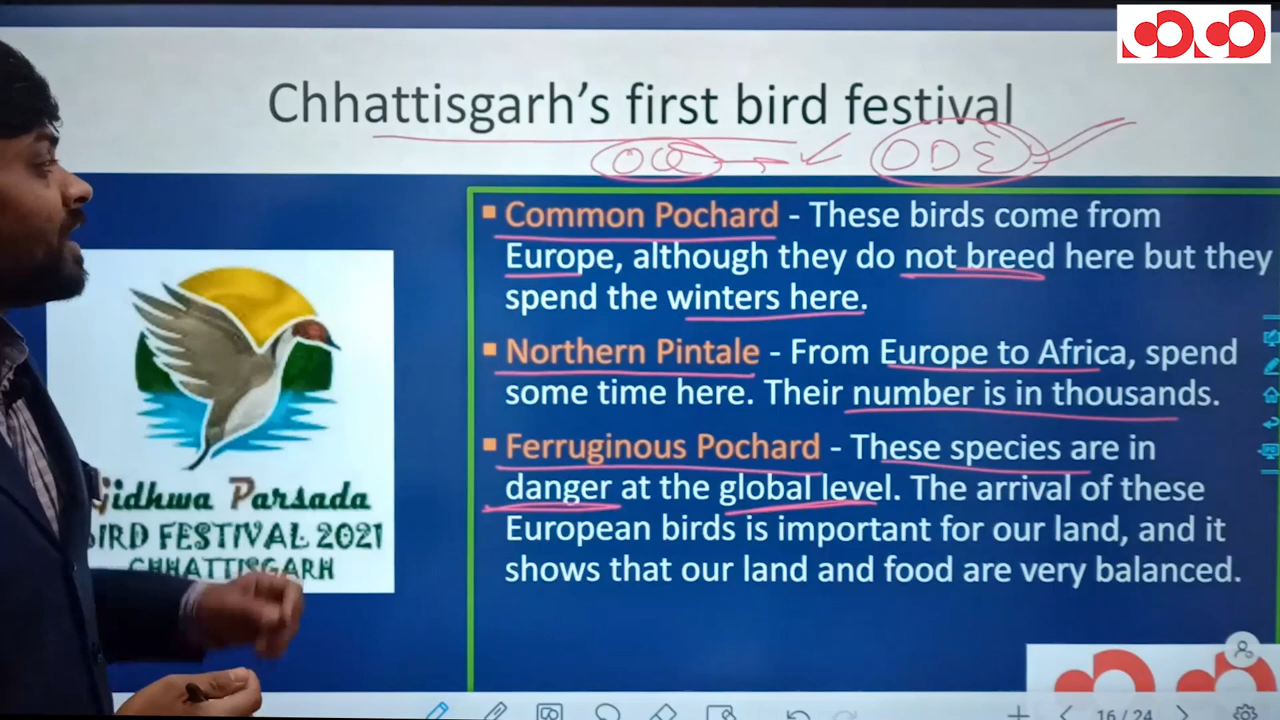 Chhattisgarh's first bird festival
ODE
▪ Common Pochard - These birds come from
Europe, although they do not breed here but they
spend the winters here.
▪ Northern Pintale - From Europe to Africa, spend
some time here. Their number is in thousands.
▪ Ferruginous Pochard - These species are in
danger at the global level. The arrival of these
European birds is important for our land, and it
shows that our land and food are very balanced.
Parsada
BIRD FESTIVAL 2021
CHHATTISGARH
16/24